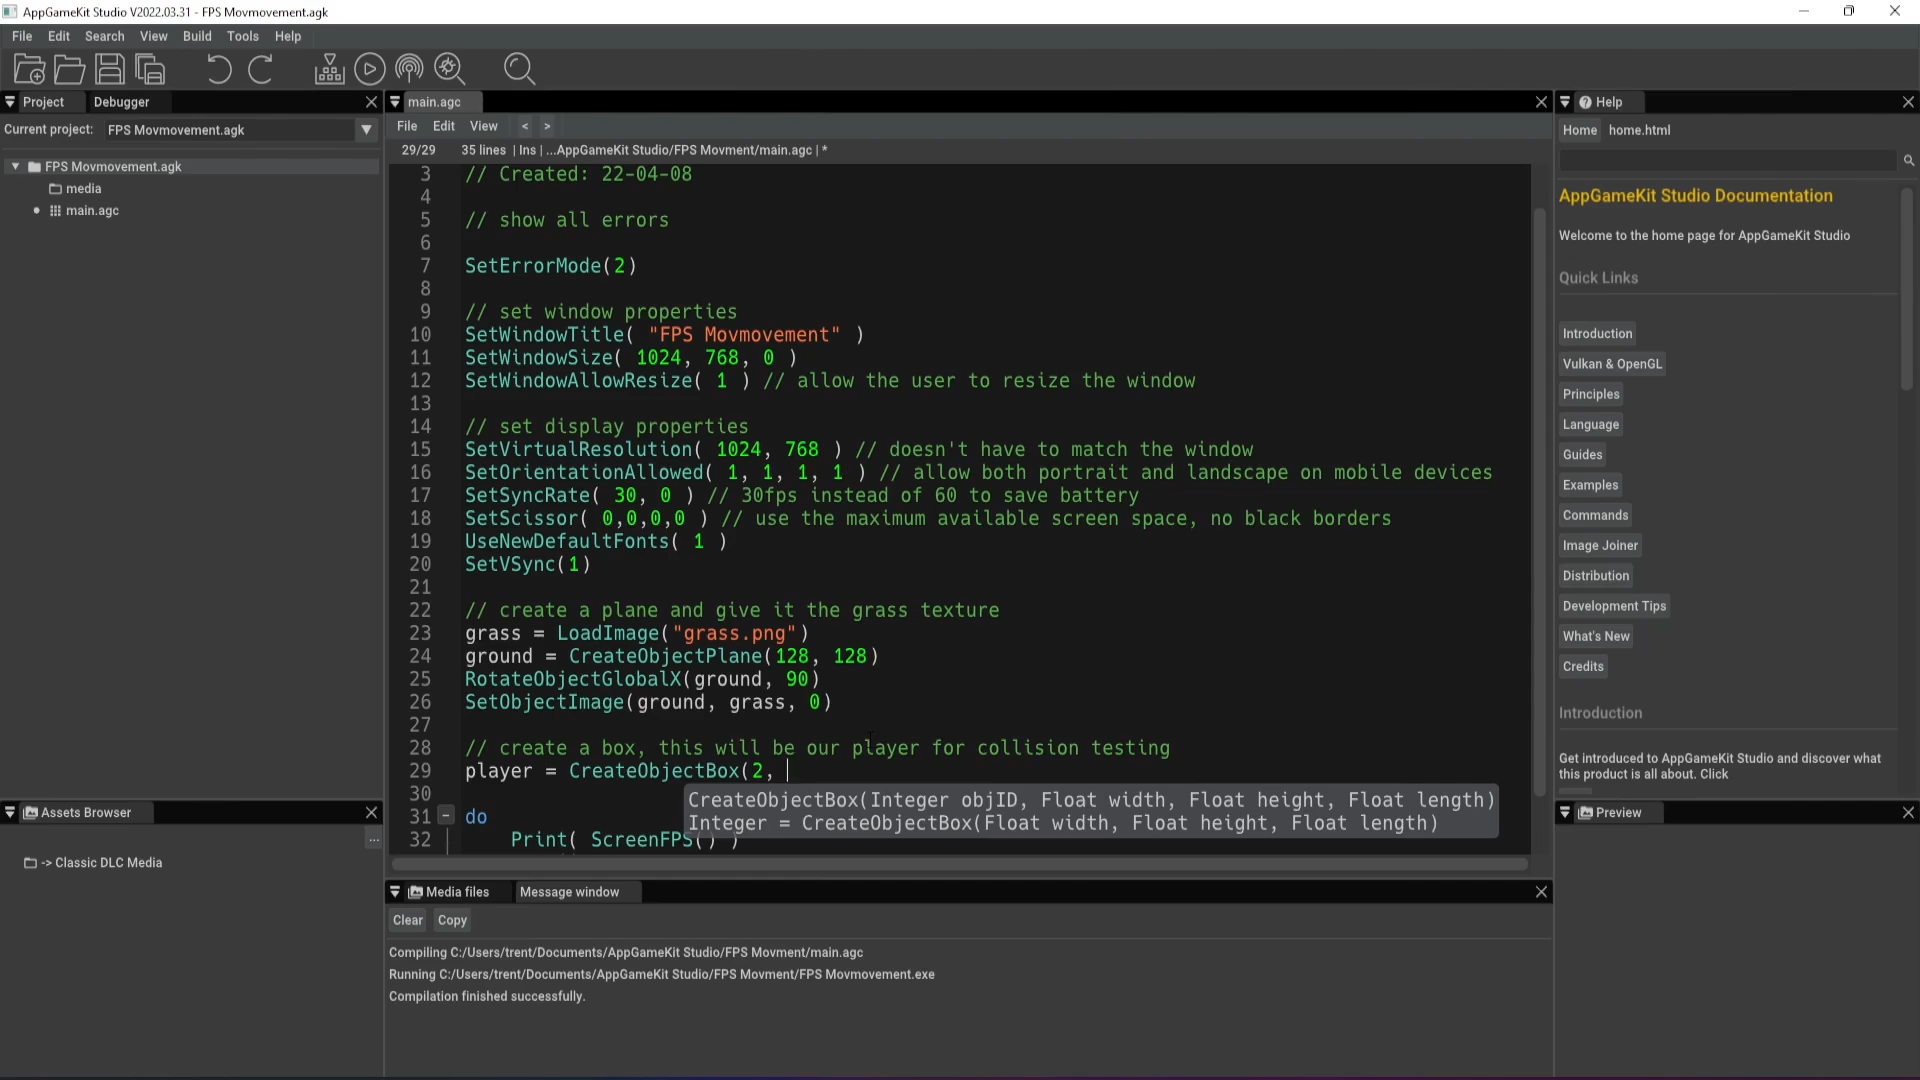 AppGameKit Studio V2022.03.31 - FPS Movmovement.agk
File Edit Search View Build Tools Help
Project Debugger
Current project: FPS Movmovement.agk
FPS Movmovement.agk
media
main.agc
Assets Browser
...
-> Classic DLC Media
main.agc
File Edit View < >
29/29 35 lines | Ins | ...AppGameKit Studio/FPS Movment/main.agc | *
3 // Created: 22-04-08
4
5 // show all errors
6
7 SetErrorMode(2)
8
9 // set window properties
10 SetWindowTitle( "FPS Movmovement" )
11 SetWindowSize( 1024, 768, 0 )
12 SetWindowAllowResize( 1 ) // allow the user to resize the window
13
14 // set display properties
15 SetVirtualResolution( 1024, 768 ) // doesn't have to match the window
16 SetOrientationAllowed( 1, 1, 1, 1 ) // allow both portrait and landscape on mobile devices
17 SetSyncRate( 30, 0 ) // 30fps instead of 60 to save battery
18 SetScissor( 0,0,0,0 ) // use the maximum available screen space, no black borders
19 UseNewDefaultFonts( 1 )
20 SetVSync(1)
21
22 // create a plane and give it the grass texture
23 grass = LoadImage("grass.png")
24 ground = CreateObjectPlane(128, 128)
25 RotateObjectGlobalX(ground, 90)
26 SetObjectImage(ground, grass, 0)
27
28 // create a box, this will be our player for collision testing
29 player = CreateObjectBox(2,
30
CreateObjectBox(Integer objID, Float width, Float height, Float length)
Integer = CreateObjectBox(Float width, Float height, Float length)
31 do
32 Print( ScreenFPS() )
Media files Message window
Clear Copy
Compiling C:/Users/trent/Documents/AppGameKit Studio/FPS Movment/main.agc
Running C:/Users/trent/Documents/AppGameKit Studio/FPS Movment/FPS Movmovement.exe
Compilation finished successfully.
Help
Home home.html
AppGameKit Studio Documentation
Welcome to the home page for AppGameKit Studio
Quick Links
Introduction
Vulkan & OpenGL
Principles
Language
Guides
Examples
Commands
Image Joiner
Distribution
Development Tips
What's New
Credits
Introduction
Get introduced to AppGameKit Studio and discover what
this product is all about. Click
Preview